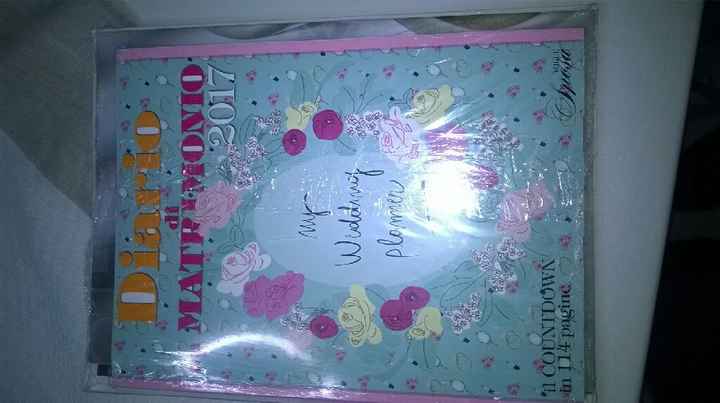 Diario
di
MATRIMONIO
2017
my
Wedding
planner
il COUNTDOWN
in 114 pagine
Sposa